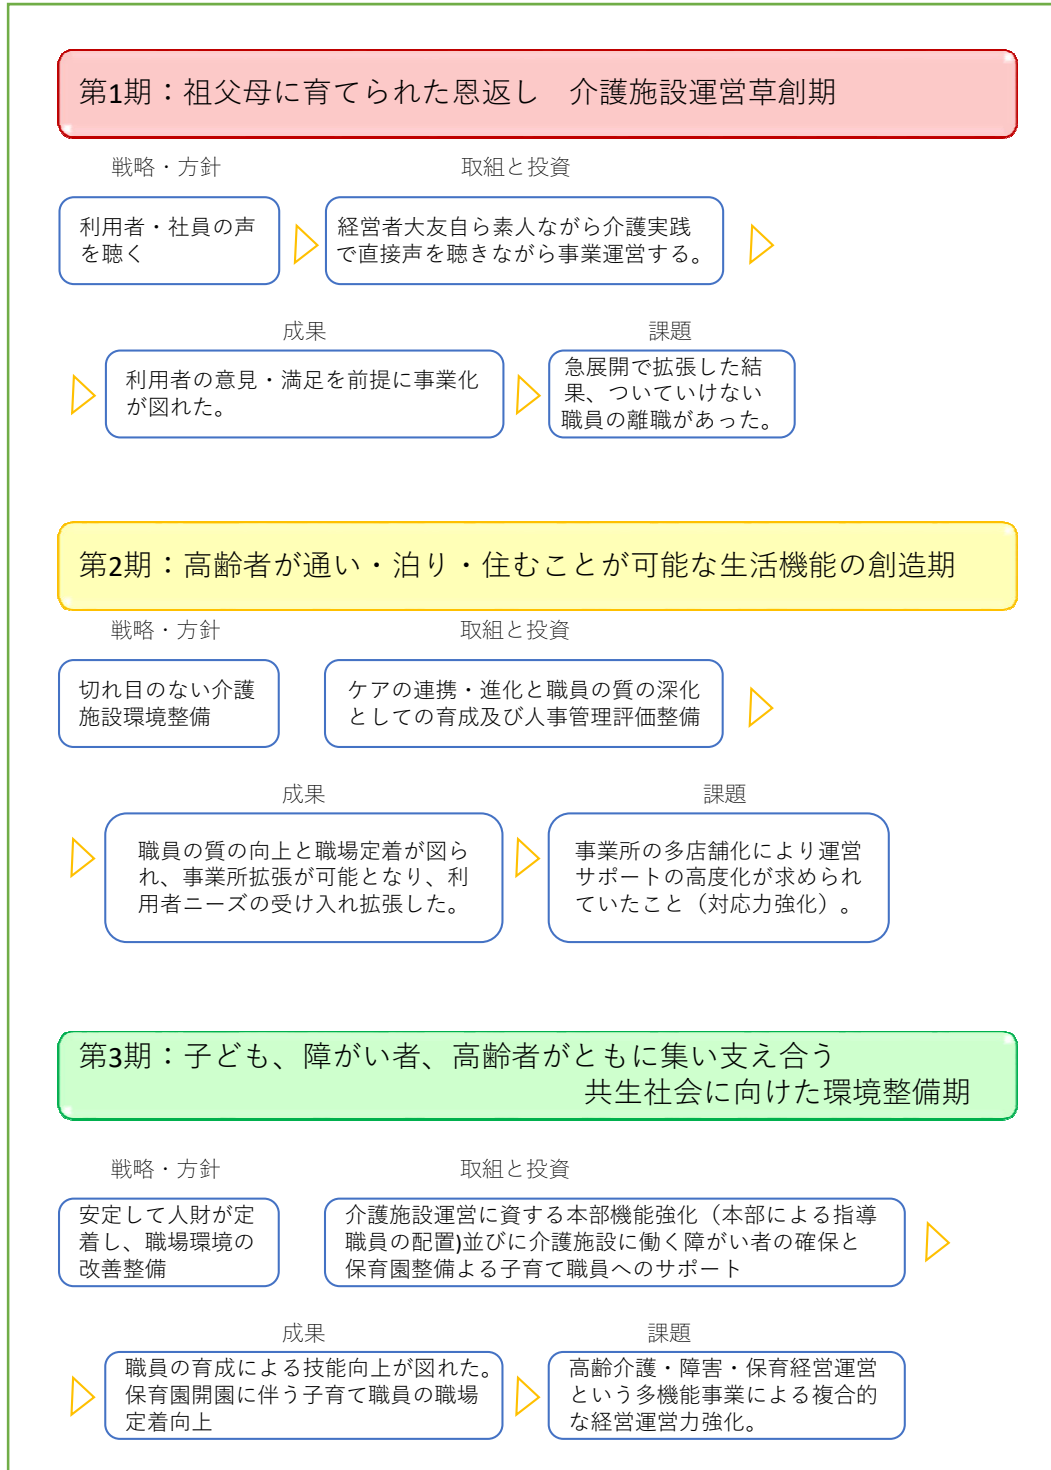 第1期：祖父母に育てられた恩返し　介護施設運営草創期
戦略・方針
取組と投資
利用者・社員の声
を聴く
経営者大友自ら素人ながら介護実践
で直接声を聴きながら事業運営する。
成果
課題
利用者の意見・満足を前提に事業化
が図れた。
急展開で拡張した結
果、ついていけない
職員の離職があった。
第2期：高齢者が通い・泊り・住むことが可能な生活機能の創造期
戦略・方針
取組と投資
切れ目のない介護
施設環境整備
ケアの連携・進化と職員の質の深化
としての育成及び人事管理評価整備
成果
課題
職員の質の向上と職場定着が図ら
れ、事業所拡張が可能となり、利
用者ニーズの受け入れ拡張した。
事業所の多店舗化により運営
サポートの高度化が求められ
ていたこと（対応力強化）。
第3期：子ども、障がい者、高齢者がともに集い支え合う
共生社会に向けた環境整備期
戦略・方針
取組と投資
安定して人財が定
着し、職場環境の
改善整備
介護施設運営に資する本部機能強化（本部による指導
職員の配置)並びに介護施設に働く障がい者の確保と
保育園整備よる子育て職員へのサポート
成果
課題
職員の育成による技能向上が図れた。
保育園開園に伴う子育て職員の職場
定着向上
高齢介護・障害・保育経営運営
という多機能事業による複合的
な経営運営力強化。